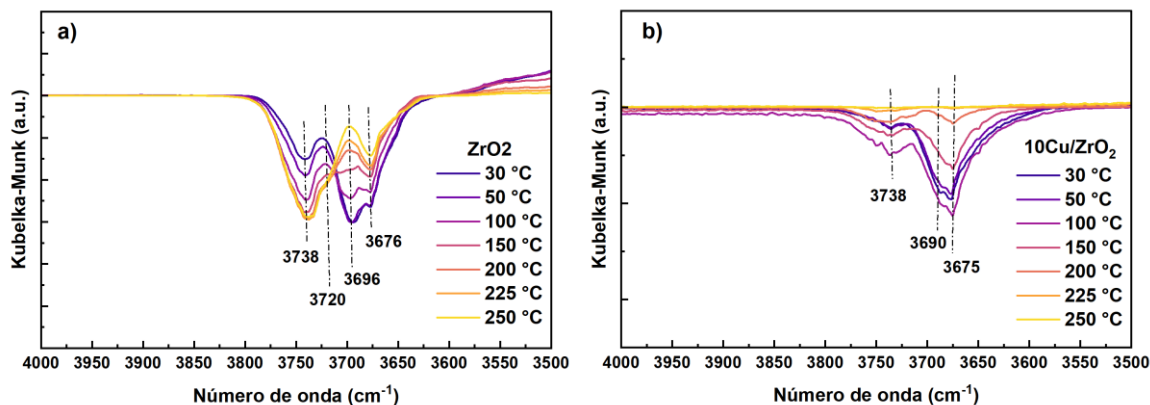 a)
Kubelka-Munk (a.u.)
ZrO2
30 °C
50 °C
100 °C
150 °C
200 °C
225 °C
250 °C
3738
3720
3696
3676
4000 3950 3900 3850 3800 3750 3700 3650 3600 3550 3500
Número de onda (cm⁻¹)
b)
Kubelka-Munk (a.u.)
10Cu/ZrO₂
30 °C
50 °C
100 °C
150 °C
200 °C
225 °C
250 °C
3738
3690
3675
4000 3950 3900 3850 3800 3750 3700 3650 3600 3550 3500
Número de onda (cm⁻¹)